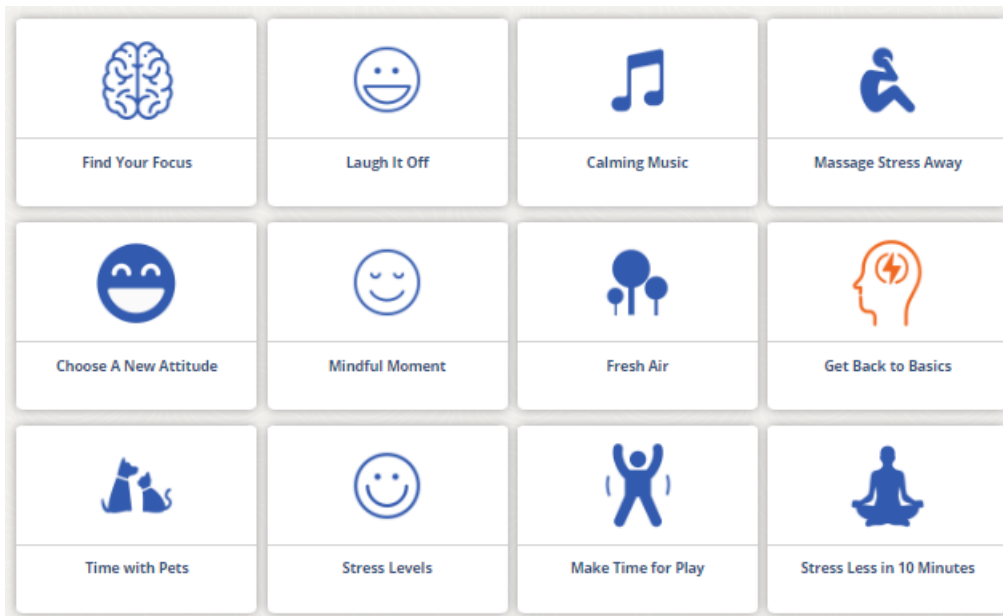 Find Your Focus
Laugh It Off
Calming Music
Massage Stress Away
Choose A New Attitude
Mindful Moment
Fresh Air
Get Back to Basics
Time with Pets
Stress Levels
Make Time for Play
Stress Less in 10 Minutes